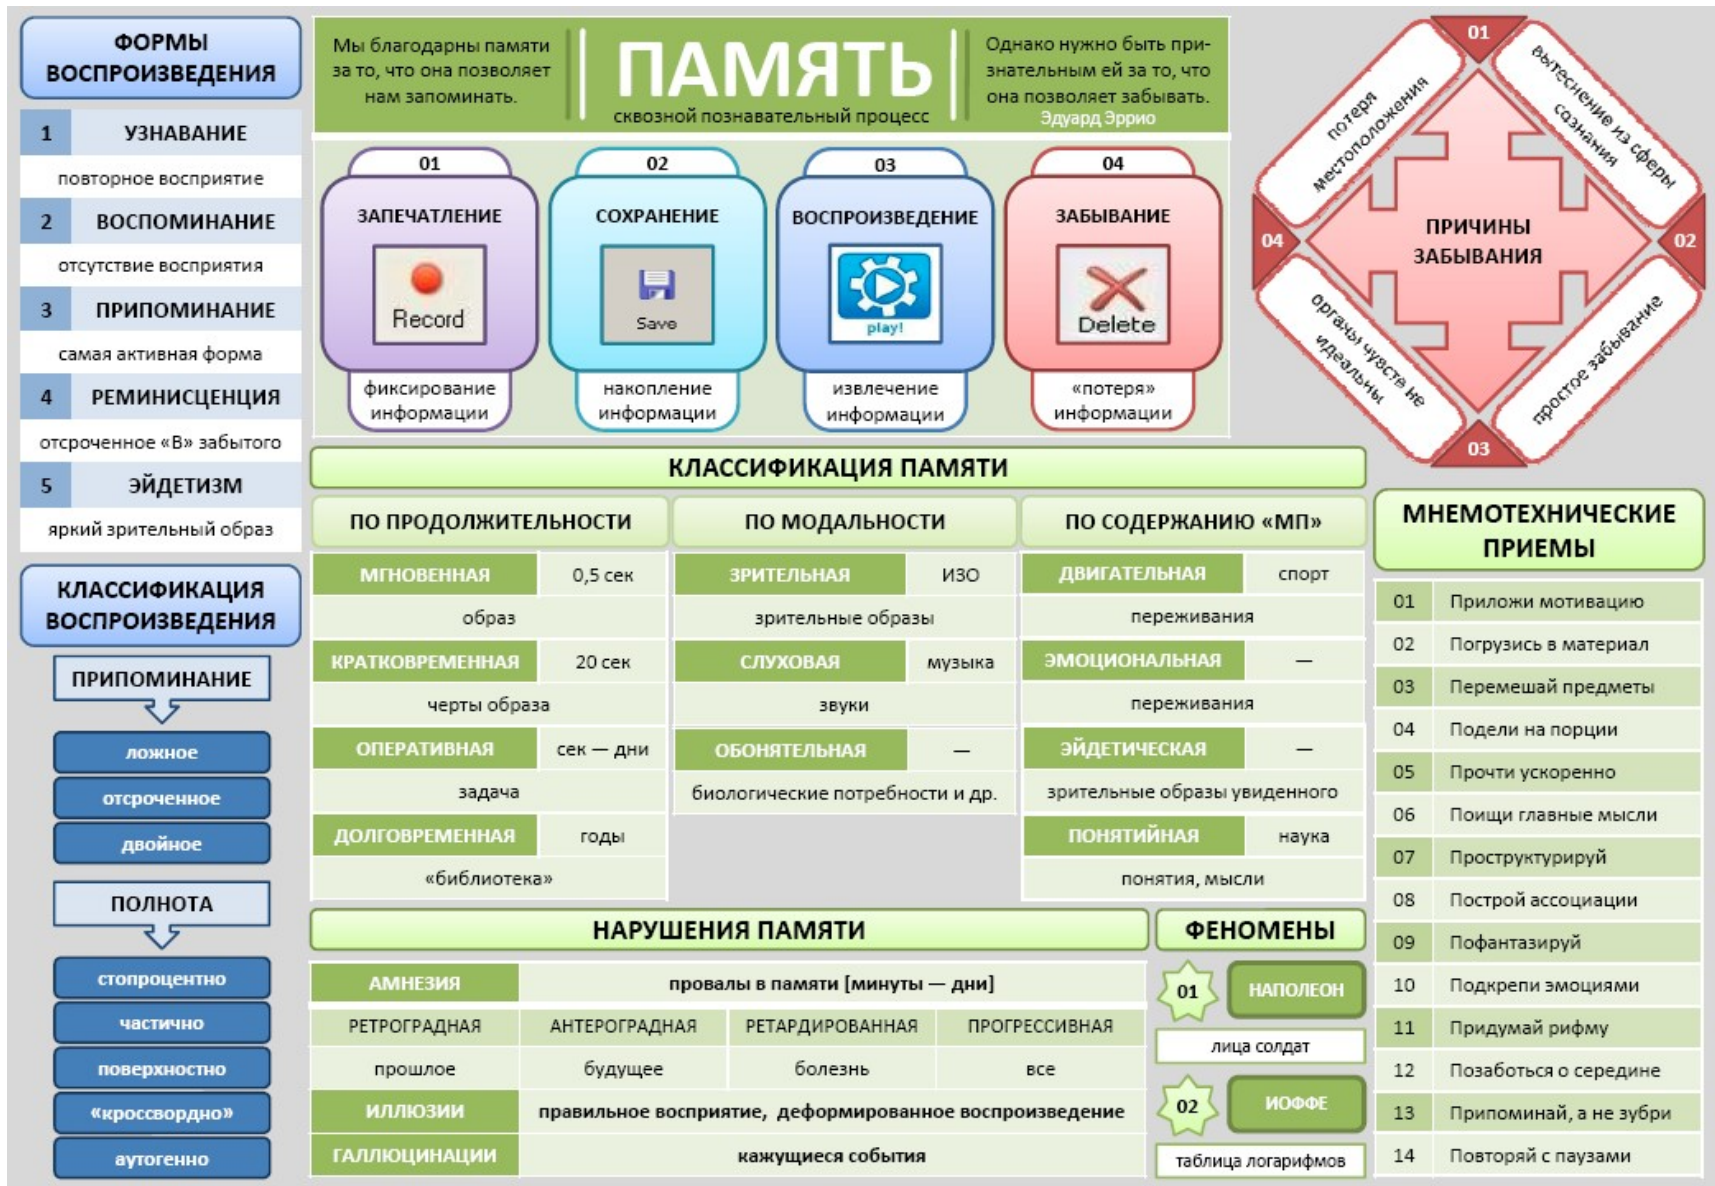 ФОРМЫ
ВОСПРОИЗВЕДЕНИЯ
1 УЗНАВАНИЕ
повторное восприятие
2 ВОСПОМИНАНИЕ
отсутствие восприятия
3 ПРИПОМИНАНИЕ
самая активная форма
4 РЕМИНИСЦЕНЦИЯ
отсроченное «В» забытого
5 ЭЙДЕТИЗМ
яркий зрительный образ
КЛАССИФИКАЦИЯ
ВОСПРОИЗВЕДЕНИЯ
ПРИПОМИНАНИЕ
ложное
отсроченное
двойное
ПОЛНОТА
стопроцентно
частично
поверхностно
«кроссвордно»
аутогенно
Мы благодарны памяти
за то, что она позволяет
нам запоминать.
ПАМЯТЬ
сквозной познавательный процесс
Однако нужно быть при-
знательным ей за то, что
она позволяет забывать.
Эдуард Эррио
01
ЗАПЕЧАТЛЕНИЕ
Record
фиксирование
информации
02
СОХРАНЕНИЕ
Save
накопление
информации
03
ВОСПРОИЗВЕДЕНИЕ
play!
извлечение
информации
04
ЗАБЫВАНИЕ
Delete
«потеря»
информации
ПРИЧИНЫ
ЗАБЫВАНИЯ
01
вытеснение из сферы
сознания
02
простое забывание
03
органы чувств не
идеальны
04
потеря
местоположения
КЛАССИФИКАЦИЯ ПАМЯТИ
ПО ПРОДОЛЖИТЕЛЬНОСТИ
МГНОВЕННАЯ 0,5 сек
образ
КРАТКОВРЕМЕННАЯ 20 сек
черты образа
ОПЕРАТИВНАЯ сек — дни
задача
ДОЛГОВРЕМЕННАЯ годы
«библиотека»
ПО МОДАЛЬНОСТИ
ЗРИТЕЛЬНАЯ ИЗО
зрительные образы
СЛУХОВАЯ музыка
звуки
ОБОНЯТЕЛЬНАЯ —
биологические потребности и др.
ПО СОДЕРЖАНИЮ «МП»
ДВИГАТЕЛЬНАЯ спорт
переживания
ЭМОЦИОНАЛЬНАЯ —
переживания
ЭЙДЕТИЧЕСКАЯ —
зрительные образы увиденного
ПОНЯТИЙНАЯ наука
понятия, мысли
НАРУШЕНИЯ ПАМЯТИ
АМНЕЗИЯ провалы в памяти [минуты — дни]
РЕТРОГРАДНАЯ АНТЕРОГРАДНАЯ РЕТАРДИРОВАННАЯ ПРОГРЕССИВНАЯ
прошлое будущее болезнь все
ИЛЛЮЗИИ правильное восприятие, деформированное воспроизведение
ГАЛЛЮЦИНАЦИИ кажущиеся события
ФЕНОМЕНЫ
01 НАПОЛЕОН
лица солдат
02 ИОФФЕ
таблица логарифмов
МНЕМОТЕХНИЧЕСКИЕ
ПРИЕМЫ
01 Приложи мотивацию
02 Погрузись в материал
03 Перемешай предметы
04 Подели на порции
05 Прочти ускоренно
06 Поищи главные мысли
07 Проструктурируй
08 Построй ассоциации
09 Пофантазируй
10 Подкрепи эмоциями
11 Придумай рифму
12 Позаботься о середине
13 Припоминай, а не зубри
14 Повторяй с паузами